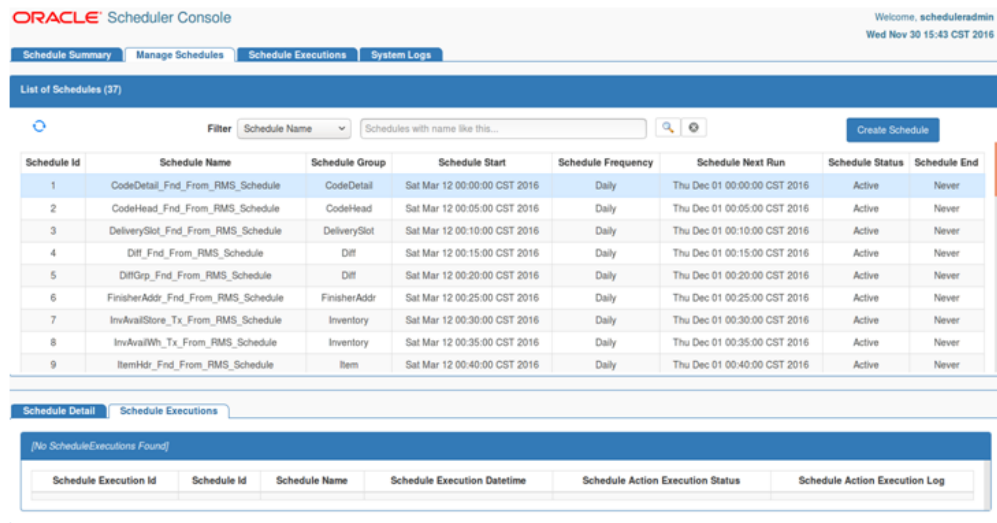 ORACLE Scheduler Console
Welcome, scheduleradmin
Wed Nov 30 15:43 CST 2016
Schedule Summary Manage Schedules Schedule Executions System Logs
List of Schedules (37)
Filter Schedule Name Schedules with name like this... Create Schedule
Schedule Id Schedule Name Schedule Group Schedule Start Schedule Frequency Schedule Next Run Schedule Status Schedule End
1 CodeDetail_Fnd_From_RMS_Schedule CodeDetail Sat Mar 12 00:00:00 CST 2016 Daily Thu Dec 01 00:00:00 CST 2016 Active Never
2 CodeHead_Fnd_From_RMS_Schedule CodeHead Sat Mar 12 00:05:00 CST 2016 Daily Thu Dec 01 00:05:00 CST 2016 Active Never
3 DeliverySlot_Fnd_From_RMS_Schedule DeliverySlot Sat Mar 12 00:10:00 CST 2016 Daily Thu Dec 01 00:10:00 CST 2016 Active Never
4 Diff_Fnd_From_RMS_Schedule Diff Sat Mar 12 00:15:00 CST 2016 Daily Thu Dec 01 00:15:00 CST 2016 Active Never
5 DiffGrp_Fnd_From_RMS_Schedule Diff Sat Mar 12 00:20:00 CST 2016 Daily Thu Dec 01 00:20:00 CST 2016 Active Never
6 FinisherAddr_Fnd_From_RMS_Schedule FinisherAddr Sat Mar 12 00:25:00 CST 2016 Daily Thu Dec 01 00:25:00 CST 2016 Active Never
7 InvAvailStore_Tx_From_RMS_Schedule Inventory Sat Mar 12 00:30:00 CST 2016 Daily Thu Dec 01 00:30:00 CST 2016 Active Never
8 InvAvailWh_Tx_From_RMS_Schedule Inventory Sat Mar 12 00:35:00 CST 2016 Daily Thu Dec 01 00:35:00 CST 2016 Active Never
9 ItemHdr_Fnd_From_RMS_Schedule Item Sat Mar 12 00:40:00 CST 2016 Daily Thu Dec 01 00:40:00 CST 2016 Active Never
Schedule Detail Schedule Executions
[No ScheduleExecutions Found]
Schedule Execution Id Schedule Id Schedule Name Schedule Execution Datetime Schedule Action Execution Status Schedule Action Execution Log